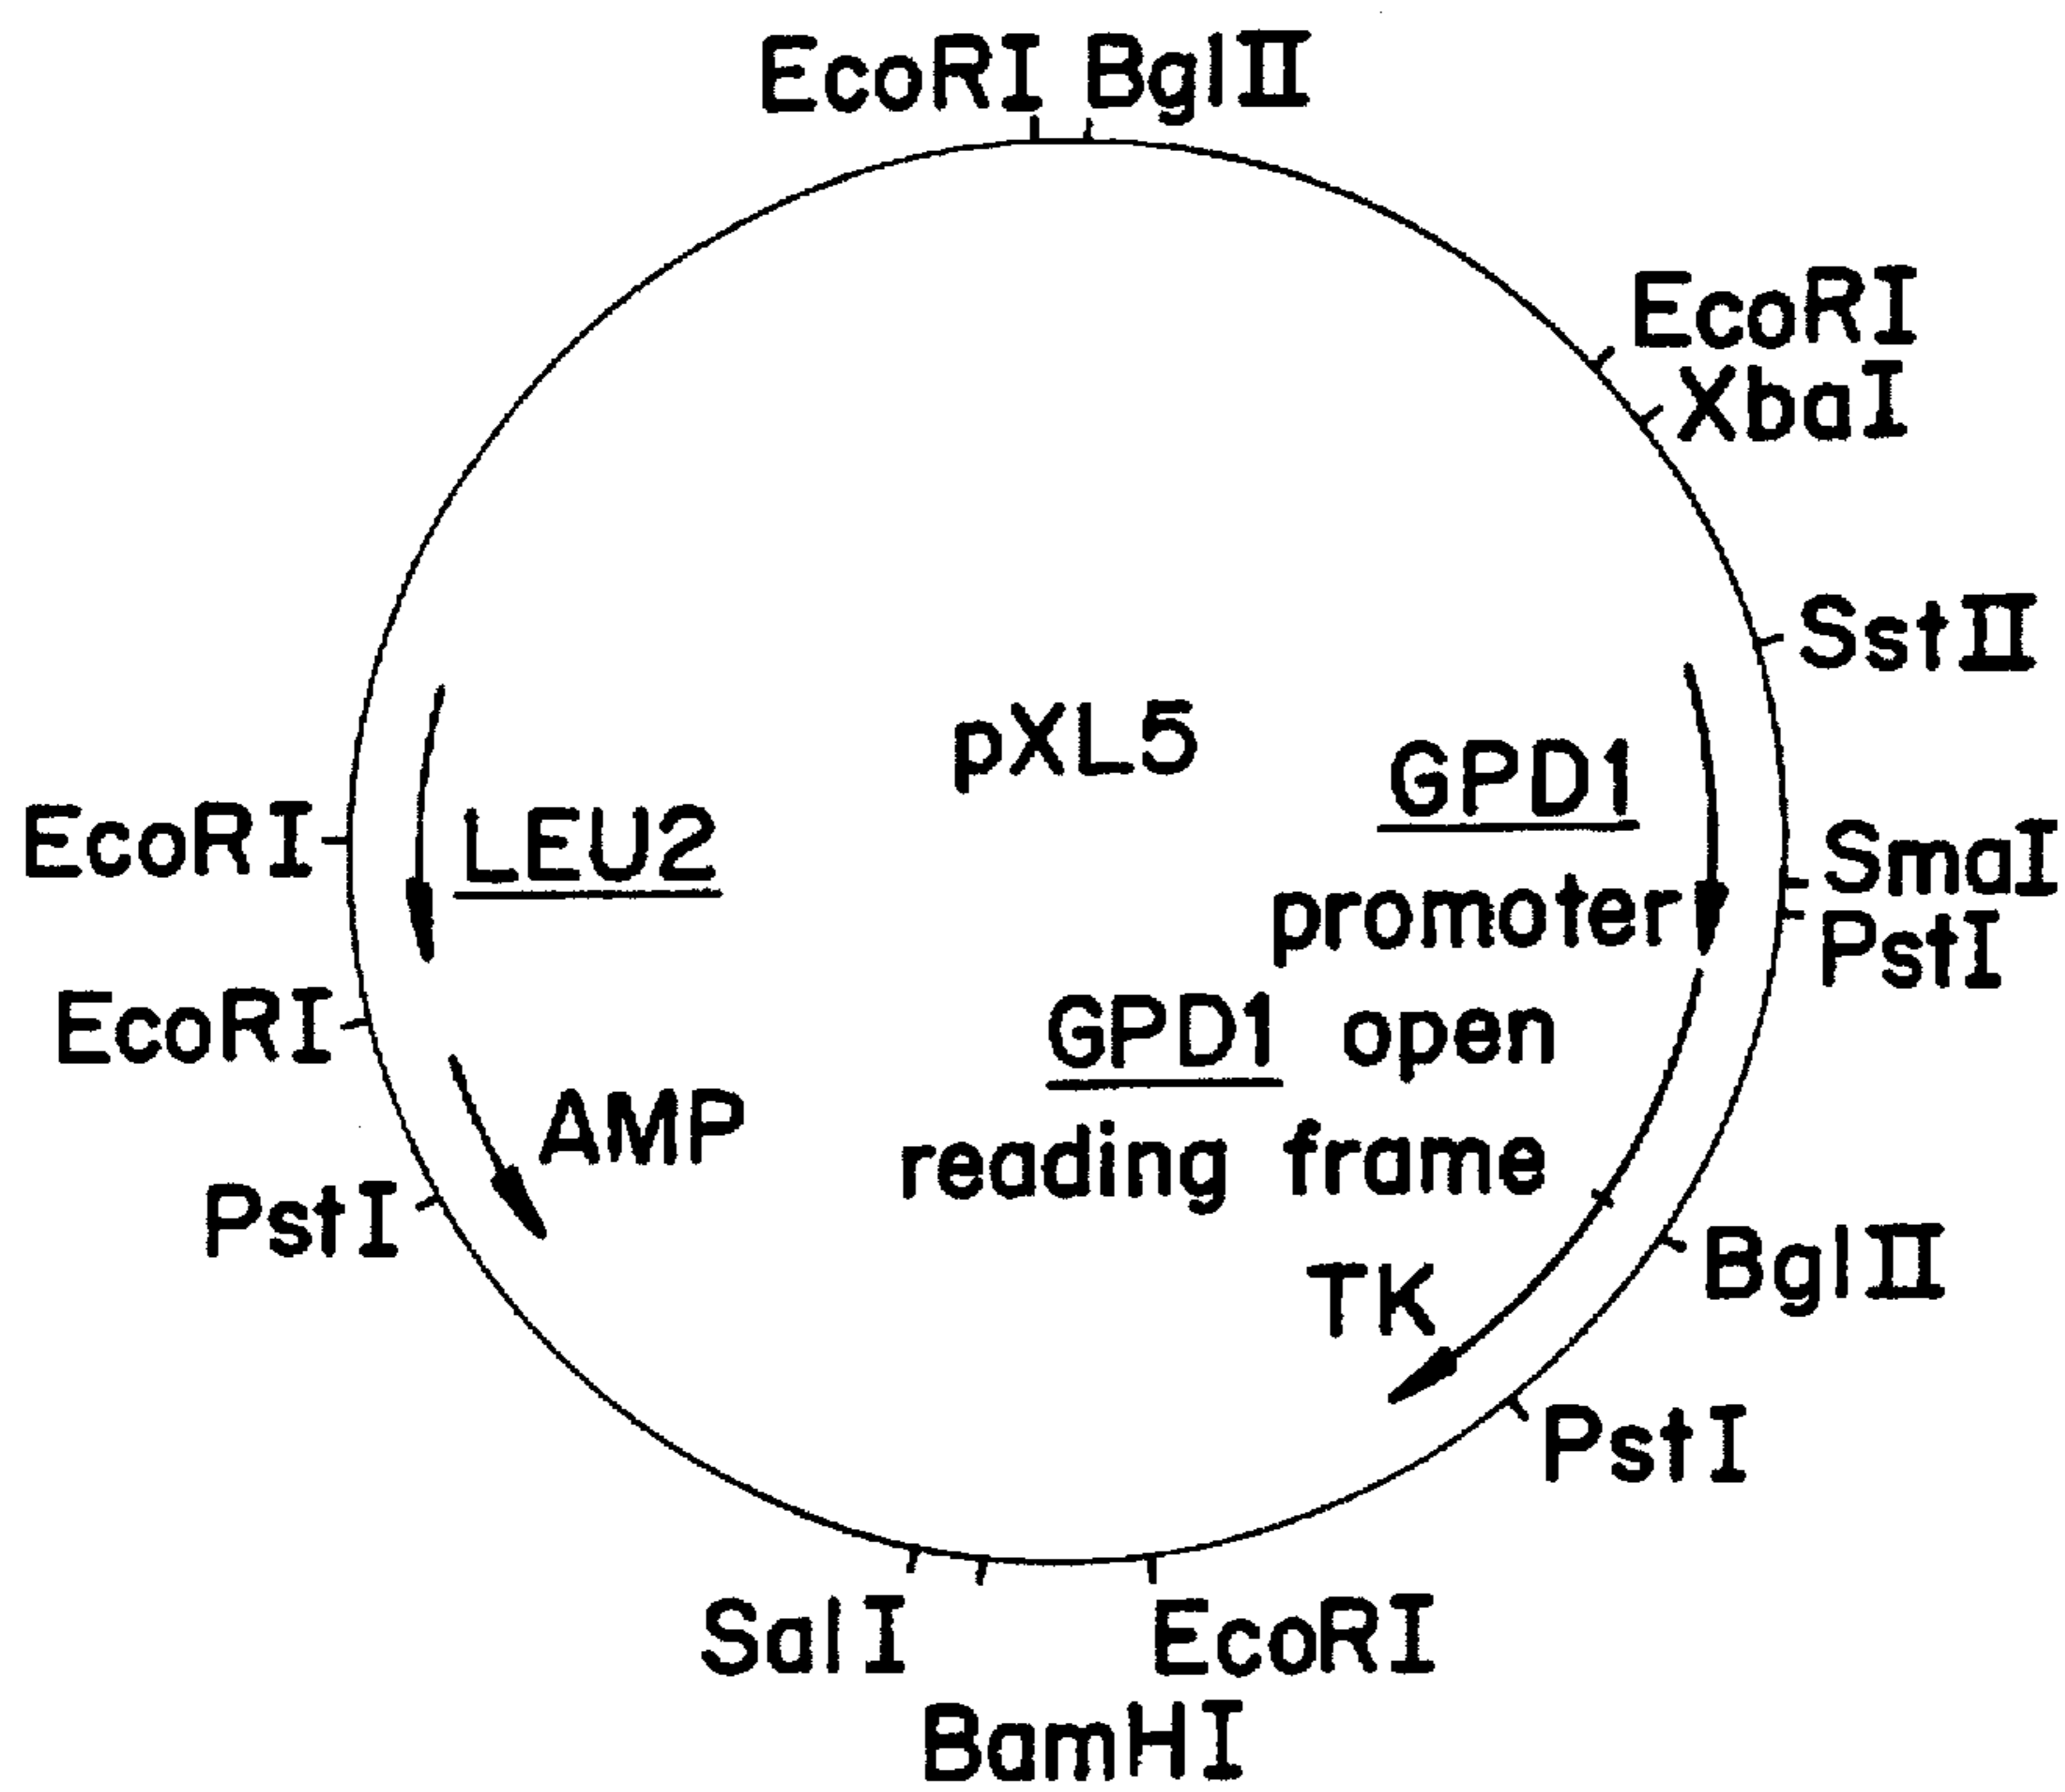 EcoRI BglII
EcoRI
XbaI
SstII
pXL5
GPD1
promoter
EcoRI
LEU2
SmaI
PstI
EcoRI
GPD1 open
reading frame
AMP
PstI
BglII
TK
PstI
SalI
EcoRI
BamHI